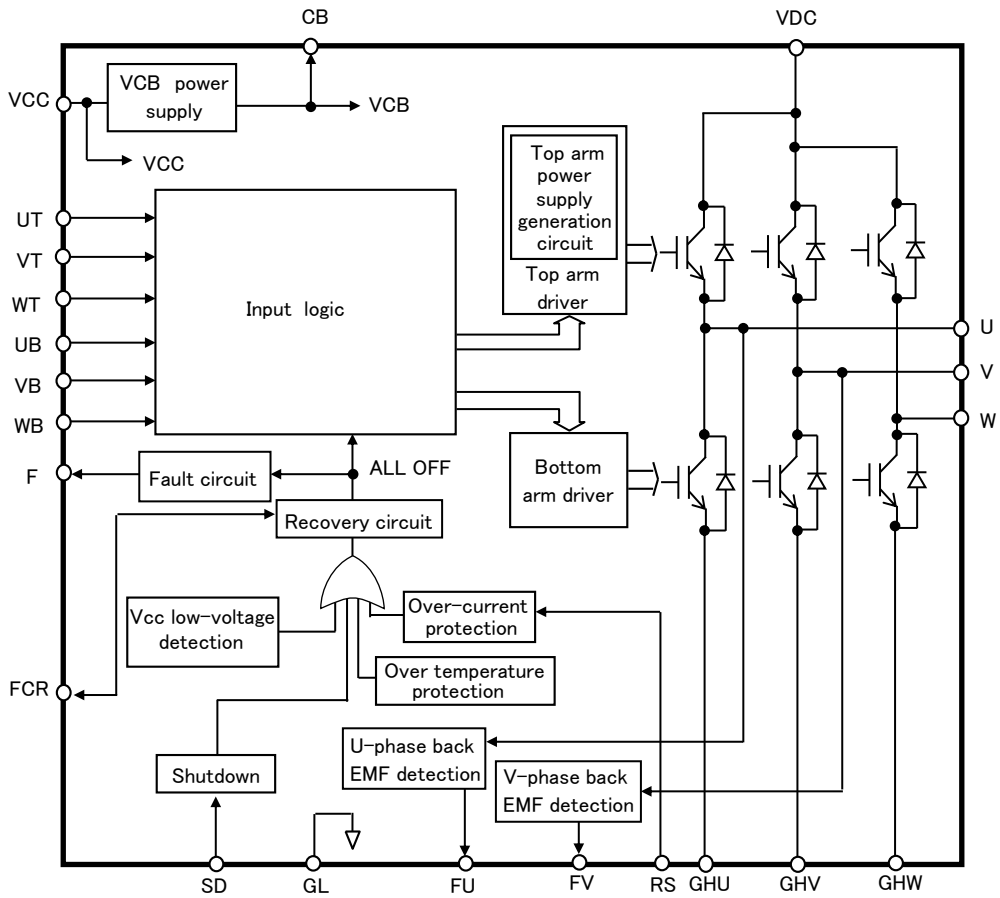 CB
VDC
VCC
VCB power
supply
VCB
VCC
Top arm
power
supply
generation
circuit
Top arm
driver
UT
VT
WT
UB
VB
WB
Input logic
U
V
W
F
Fault circuit
ALL OFF
Bottom
arm driver
Recovery circuit
Vcc low-voltage
detection
Over-current
protection
Over temperature
protection
FCR
U-phase back
EMF detection
V-phase back
EMF detection
Shutdown
SD
GL
FU
FV
RS
GHU
GHV
GHW